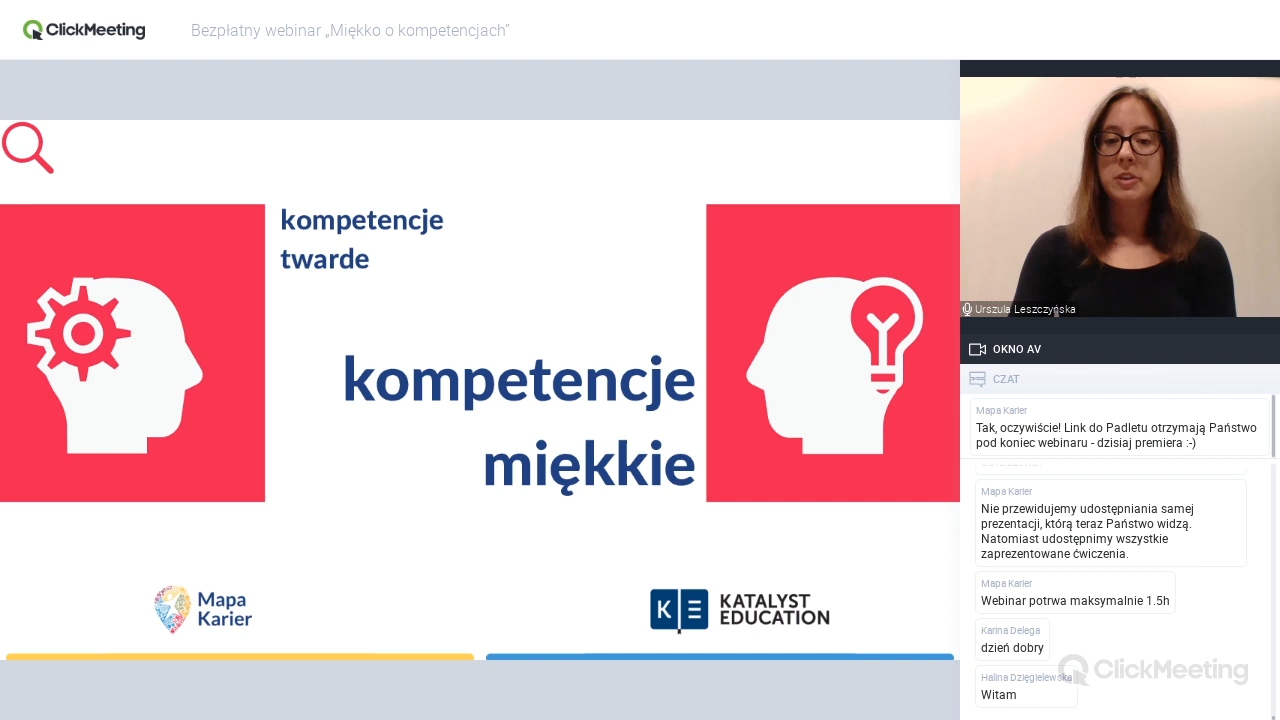 ClickMeeting
Bezpłatny webinar „Miękko o kompetencjach”
kompetencje
twarde
kompetencje
miękkie
Mapa
Karier
K E
KATALYST
EDUCATION
Urszula Leszczyńska
OKNO AV
CZAT
Mapa Karier
Tak, oczywiście! Link do Padletu otrzymają Państwo
pod koniec webinaru - dzisiaj premiera :-)
Mapa Karier
Nie przewidujemy udostępniania samej
prezentacji, którą teraz Państwo widzą.
Natomiast udostępnimy wszystkie
zaprezentowane ćwiczenia.
Mapa Karier
Webinar potrwa maksymalnie 1.5h
Karina Delega
dzień dobry
Halina Dzięgielewska
Witam
ClickMeeting